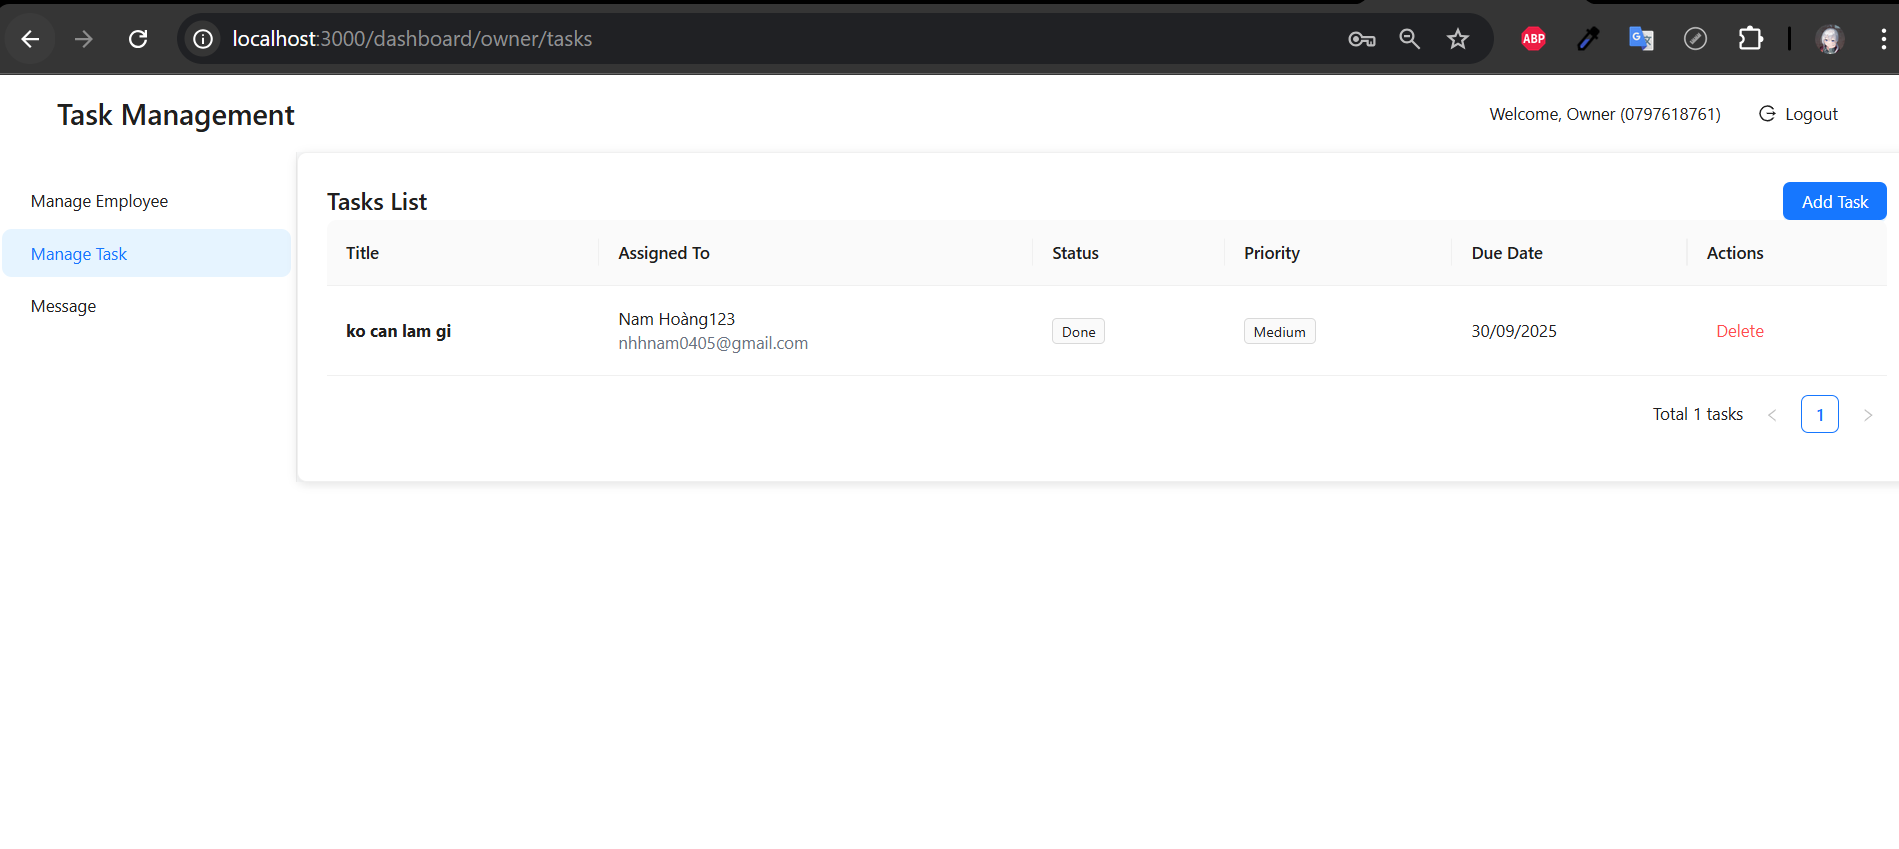 localhost:3000/dashboard/owner/tasks
ABP
Task Management
Welcome, Owner (0797618761)
Logout
Manage Employee
Manage Task
Message
Tasks List
Add Task
Title Assigned To Status Priority Due Date Actions
ko can lam gi
Nam Hoàng123
nhhnam0405@gmail.com
Done
Medium
30/09/2025
Delete
Total 1 tasks
1